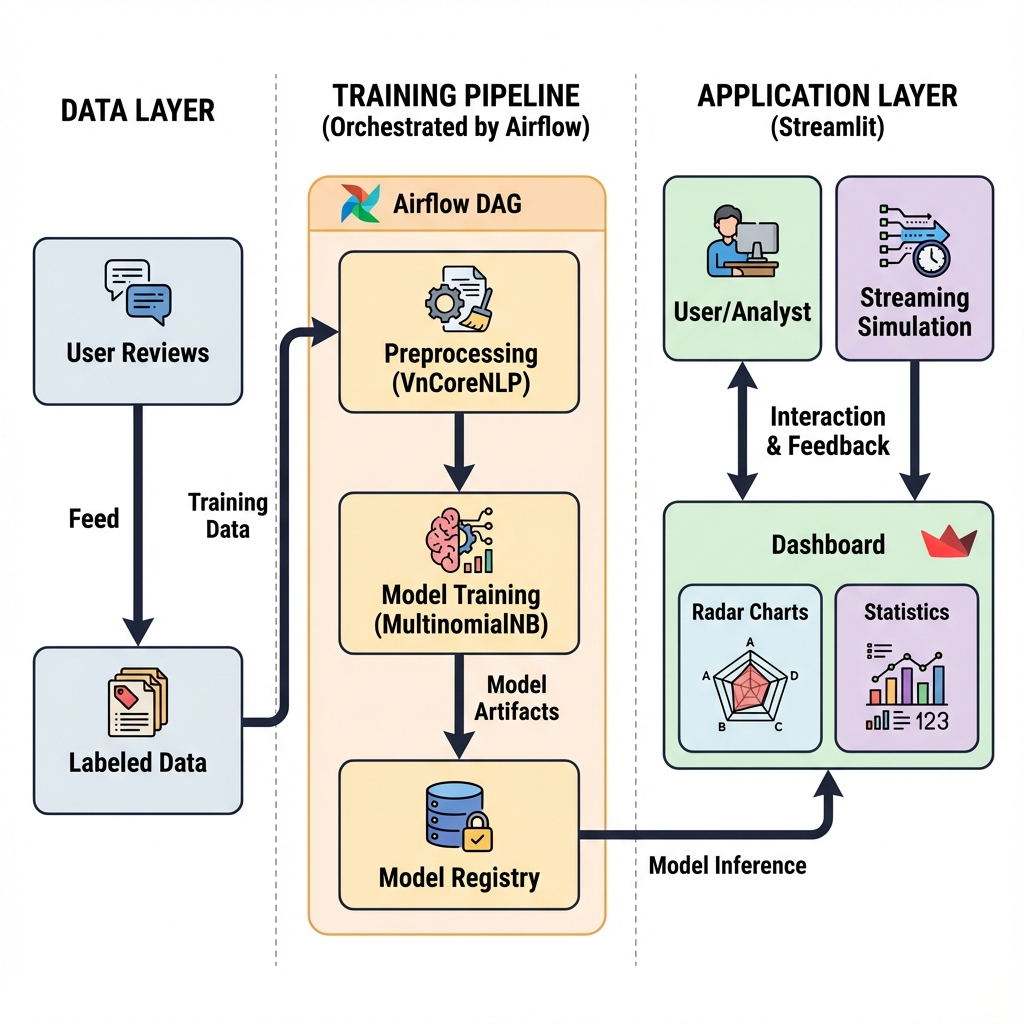 DATA LAYER
User Reviews
Feed
Training
Data
Labeled Data
TRAINING PIPELINE
(Orchestrated by Airflow)
Airflow DAG
Preprocessing
(VnCoreNLP)
Model Training
(MultinomialNB)
Model
Artifacts
Model Registry
APPLICATION LAYER
(Streamlit)
User/Analyst
Streaming
Simulation
Interaction
& Feedback
Dashboard
Radar Charts
A
A
D
B
C
Statistics
123
Model Inference